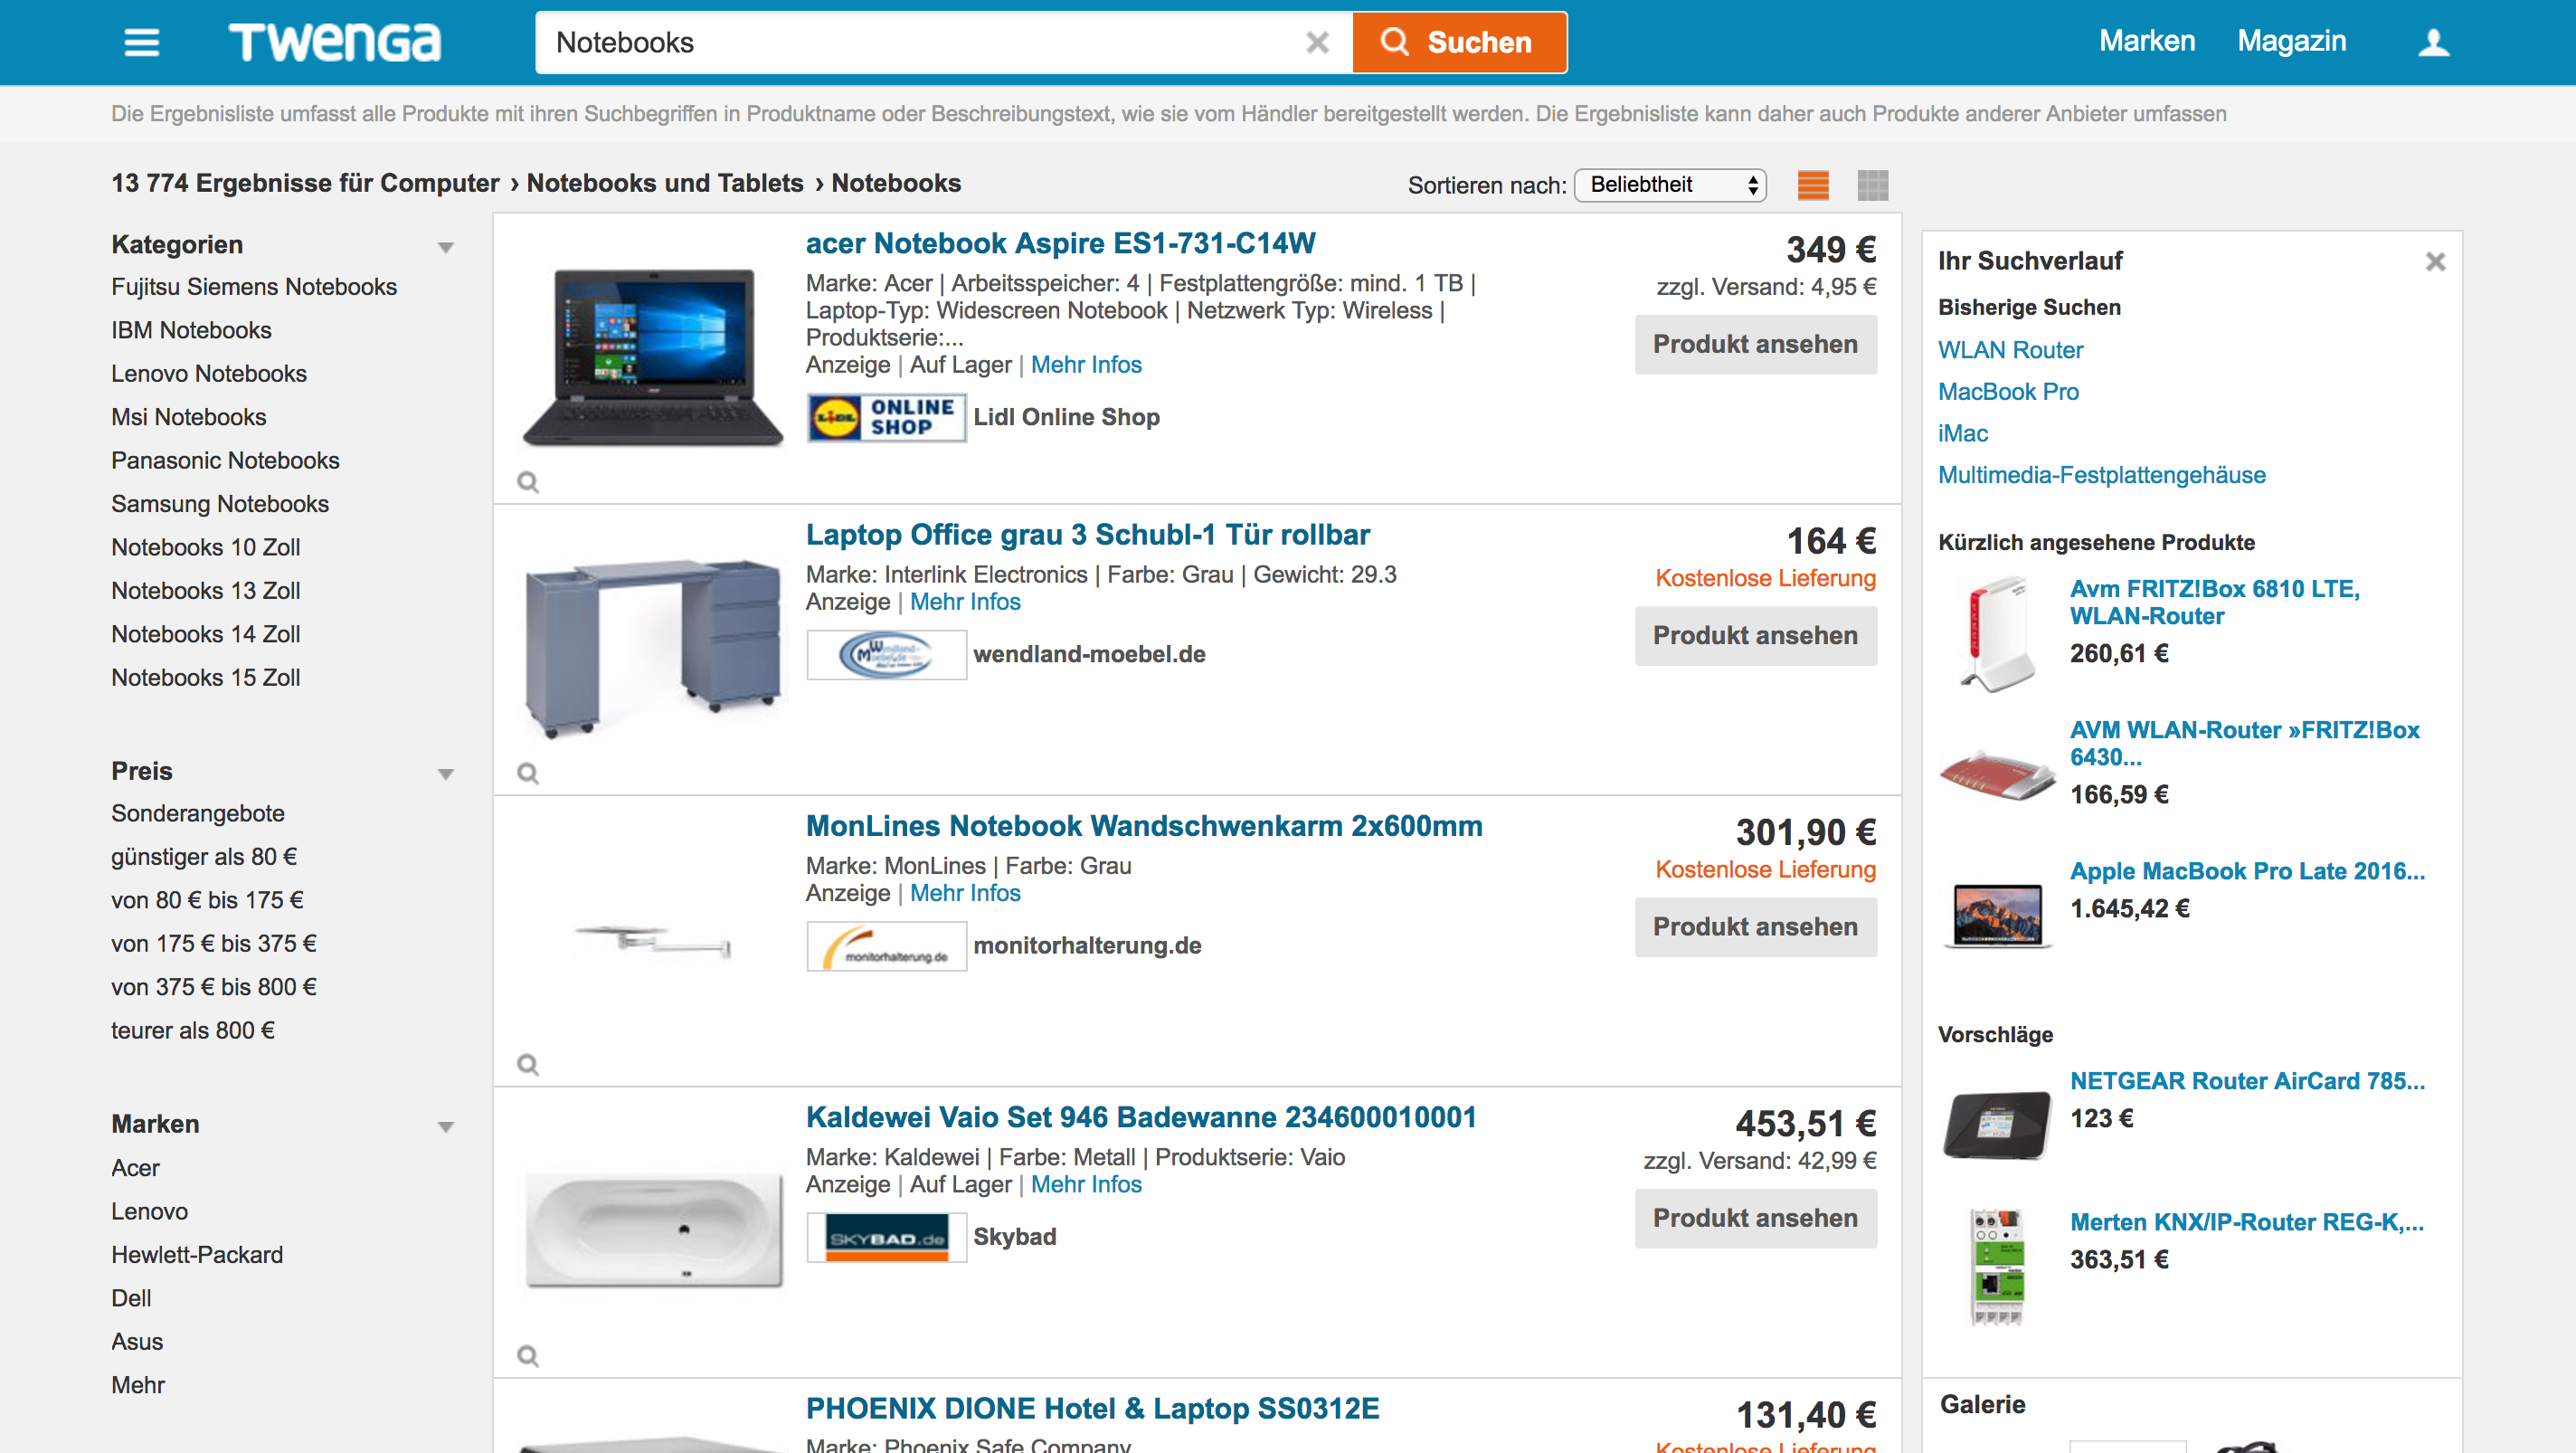 Twenga
Notebooks
Suchen
Marken
Magazin
Die Ergebnisliste umfasst alle Produkte mit ihren Suchbegriffen in Produktname oder Beschreibungstext, wie sie vom Händler bereitgestellt werden. Die Ergebnisliste kann daher auch Produkte anderer Anbieter umfassen
13 774 Ergebnisse für Computer › Notebooks und Tablets › Notebooks
Sortieren nach: Beliebtheit
Kategorien
Fujitsu Siemens Notebooks
IBM Notebooks
Lenovo Notebooks
Msi Notebooks
Panasonic Notebooks
Samsung Notebooks
Notebooks 10 Zoll
Notebooks 13 Zoll
Notebooks 14 Zoll
Notebooks 15 Zoll
Preis
Sonderangebote
günstiger als 80 €
von 80 € bis 175 €
von 175 € bis 375 €
von 375 € bis 800 €
teurer als 800 €
Marken
Acer
Lenovo
Hewlett-Packard
Dell
Asus
Mehr
acer Notebook Aspire ES1-731-C14W
Marke: Acer | Arbeitsspeicher: 4 | Festplattengröße: mind. 1 TB |
Laptop-Typ: Widescreen Notebook | Netzwerk Typ: Wireless |
Produktserie:...
Anzeige | Auf Lager | Mehr Infos
LIDL ONLINE SHOP
Lidl Online Shop
349 €
zzgl. Versand: 4,95 €
Produkt ansehen
Laptop Office grau 3 Schubl-1 Tür rollbar
Marke: Interlink Electronics | Farbe: Grau | Gewicht: 29.3
Anzeige | Mehr Infos
wendland-moebel.de
164 €
Kostenlose Lieferung
Produkt ansehen
MonLines Notebook Wandschwenkarm 2x600mm
Marke: MonLines | Farbe: Grau
Anzeige | Mehr Infos
monitorhalterung.de
monitorhalterung.de
301,90 €
Kostenlose Lieferung
Produkt ansehen
Kaldewei Vaio Set 946 Badewanne 234600010001
Marke: Kaldewei | Farbe: Metall | Produktserie: Vaio
Anzeige | Auf Lager | Mehr Infos
SKYBAD.de
Skybad
453,51 €
zzgl. Versand: 42,99 €
Produkt ansehen
PHOENIX DIONE Hotel & Laptop SS0312E
Marke: Phoenix Safe Company
131,40 €
Kostenlose Lieferung
Ihr Suchverlauf
Bisherige Suchen
WLAN Router
MacBook Pro
iMac
Multimedia-Festplattengehäuse
Kürzlich angesehene Produkte
Avm FRITZ!Box 6810 LTE,
WLAN-Router
260,61 €
AVM WLAN-Router »FRITZ!Box
6430...
166,59 €
Apple MacBook Pro Late 2016...
1.645,42 €
Vorschläge
NETGEAR Router AirCard 785...
123 €
Merten KNX/IP-Router REG-K,...
363,51 €
Galerie